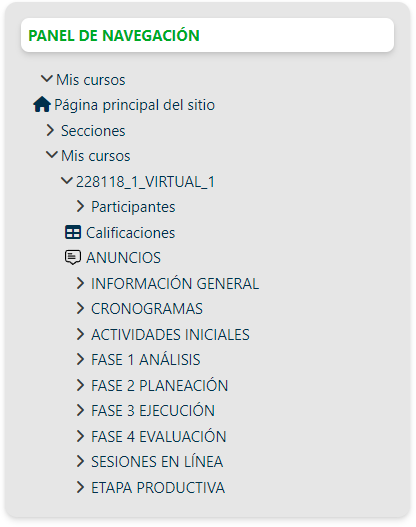 PANEL DE NAVEGACIÓN
Mis cursos
Página principal del sitio
Secciones
Mis cursos
228118_1_VIRTUAL_1
Participantes
Calificaciones
ANUNCIOS
INFORMACIÓN GENERAL
CRONOGRAMAS
ACTIVIDADES INICIALES
FASE 1 ANÁLISIS
FASE 2 PLANEACIÓN
FASE 3 EJECUCIÓN
FASE 4 EVALUACIÓN
SESIONES EN LÍNEA
ETAPA PRODUCTIVA